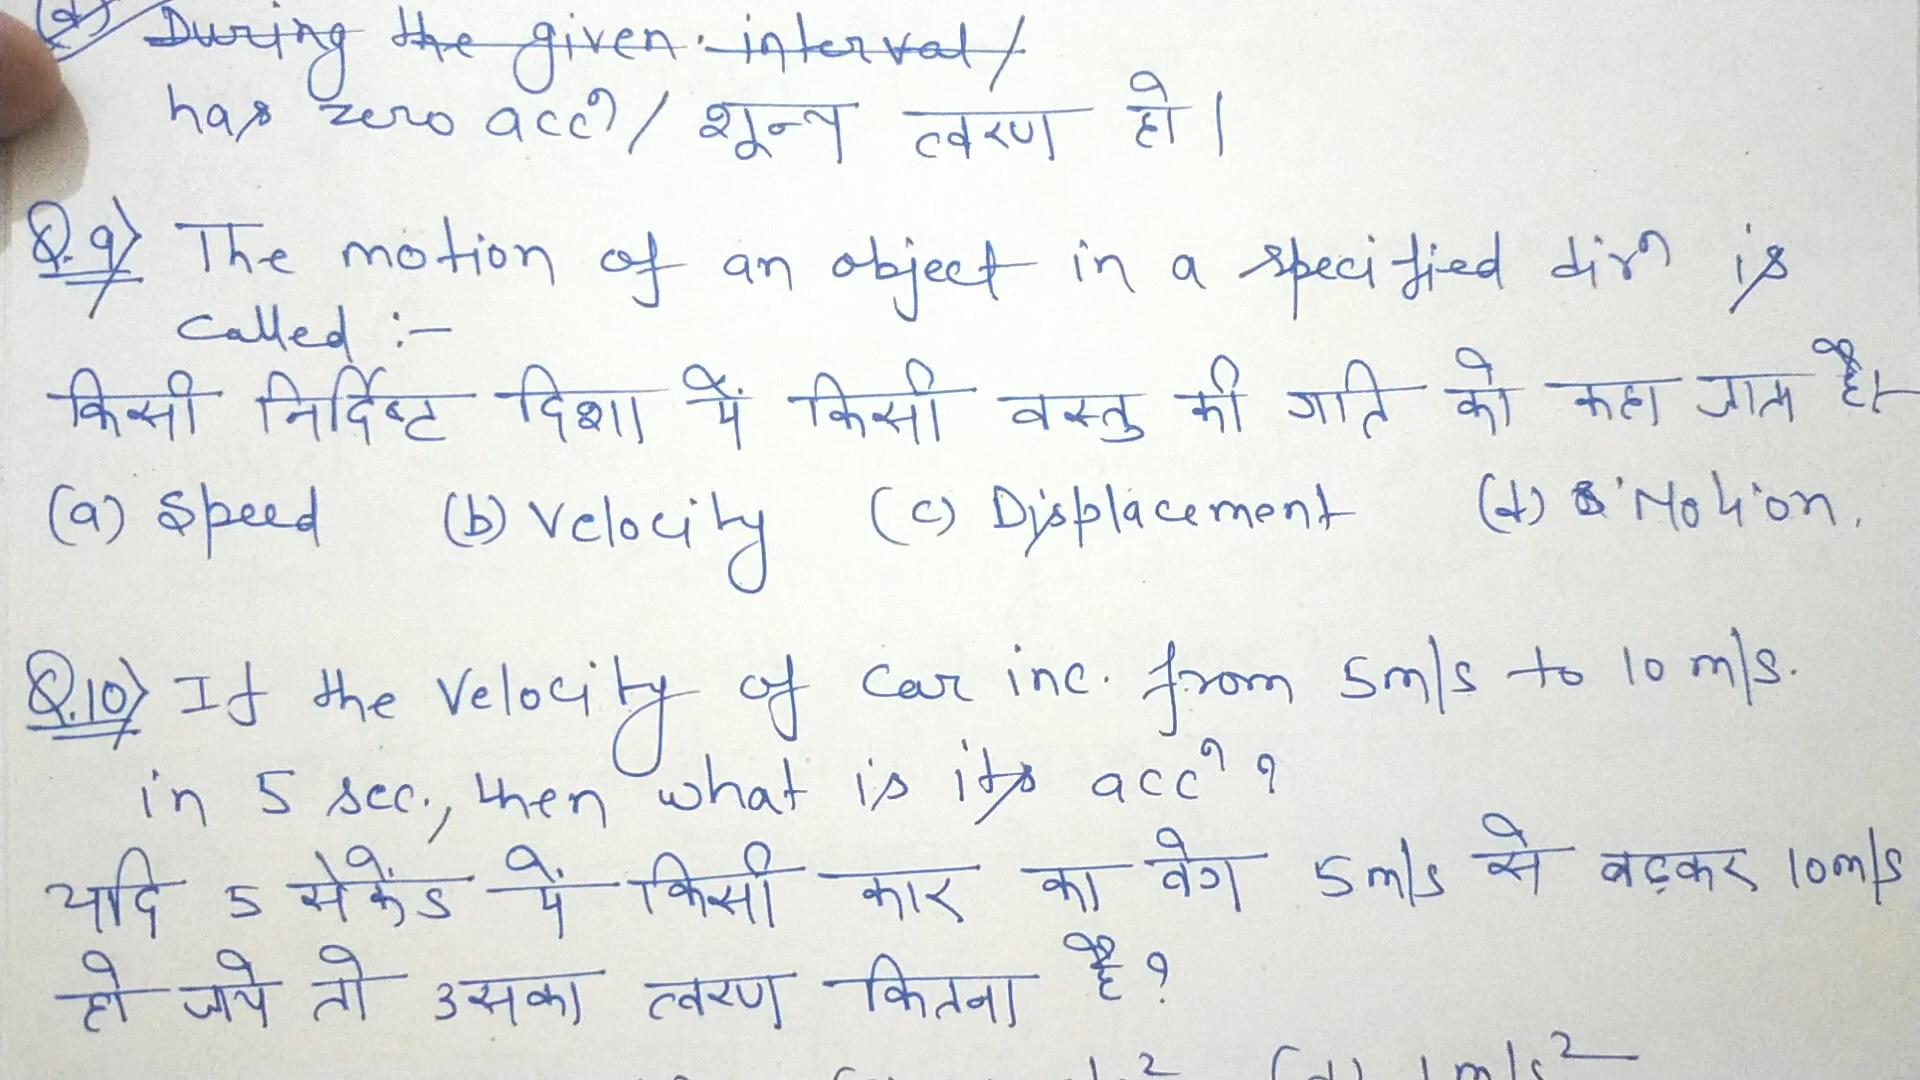 (d) During the given interval/
has zero accⁿ/ शून्य त्वरण हो।
Q.9) The motion of an object in a specified dirⁿ is
called :-
किसी निर्दिष्ट दिशा में किसी वस्तु की गति को कहा जाता है।-
(a) Speed (b) Velocity (c) Displacement (d) Motion.
Q.10) If the velocity of car inc. from 5m/s to 10 m/s.
in 5 sec., then what is its accⁿ ?
यदि 5 सेकेंड में किसी कार का वेग 5m/s से बढ़कर 10m/s
हो जाये तो उसका त्वरण कितना है ?
(d) 1m/s²